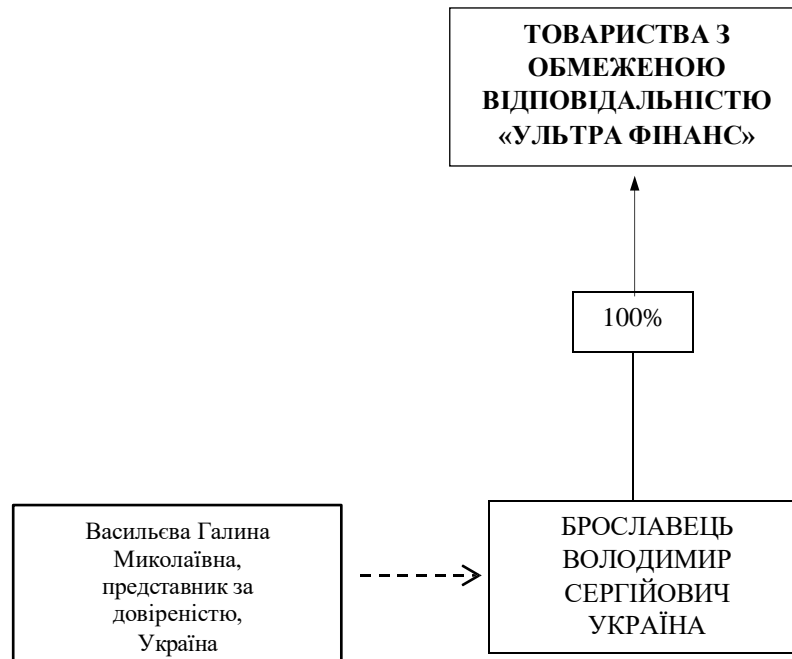 ТОВАРИСТВА З
ОБМЕЖЕНОЮ
ВІДПОВІДАЛЬНІСТЮ
«УЛЬТРА ФІНАНС»
100%
Васильєва Галина
Миколаївна,
представник за
довіреністю,
Україна
БРОСЛАВЕЦЬ
ВОЛОДИМИР
СЕРГІЙОВИЧ
УКРАЇНА